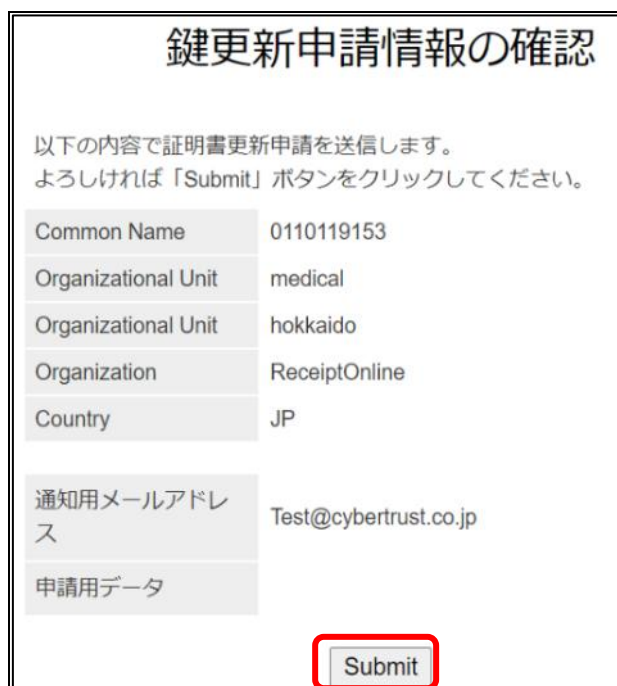 鍵更新申請情報の確認
以下の内容で証明書更新申請を送信します。
よろしければ「Submit」ボタンをクリックしてください。
Common Name 0110119153
Organizational Unit medical
Organizational Unit hokkaido
Organization ReceiptOnline
Country JP
通知用メールアドレ
ス Test@cybertrust.co.jp
申請用データ
Submit